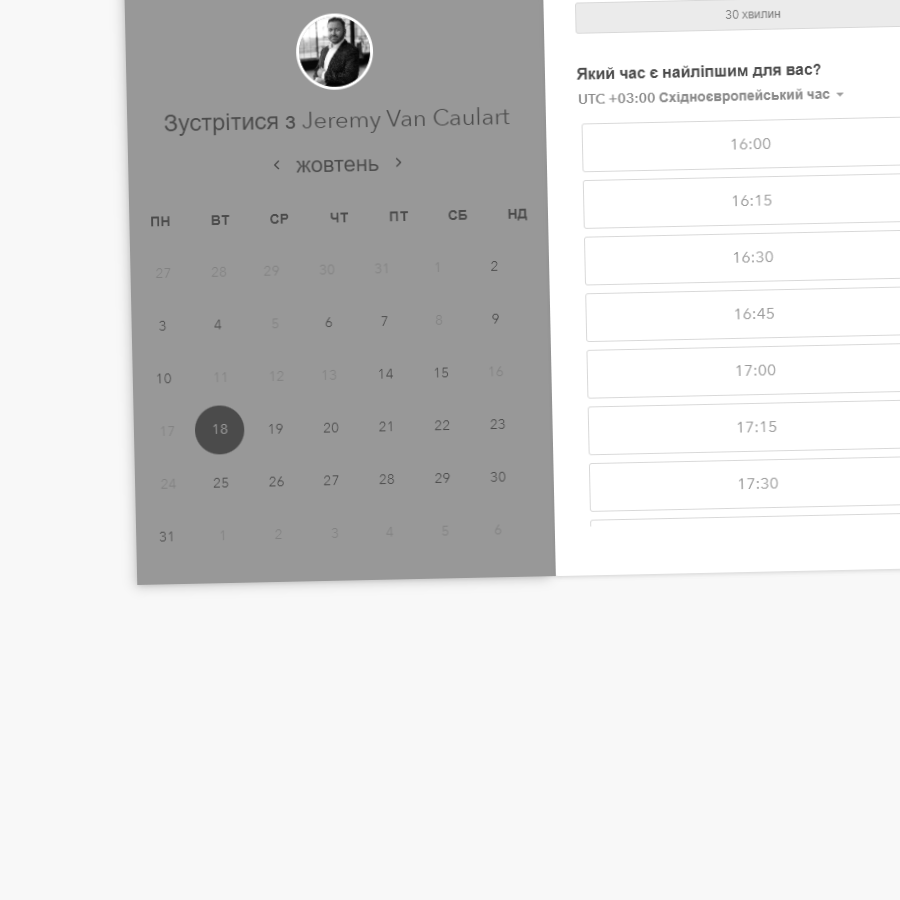 Зустрітися з Jeremy Van Caulart
жовтень
ПН ВТ СР ЧТ ПТ СБ НД
27 28 29 30 31 1 2
3 4 5 6 7 8 9
10 11 12 13 14 15 16
17 18 19 20 21 22 23
24 25 26 27 28 29 30
31 1 2 3 4 5 6
30 хвилин
Який час є найліпшим для вас?
UTC +03:00 Східноєвропейський час
16:00
16:15
16:30
16:45
17:00
17:15
17:30